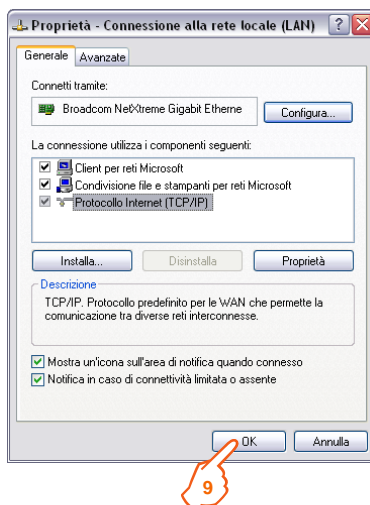 Proprietà - Connessione alla rete locale (LAN)
Generale Avanzate
Connetti tramite:
Broadcom NetXtreme Gigabit Etherne
Configura...
La connessione utilizza i componenti seguenti:
Client per reti Microsoft
Condivisione file e stampanti per reti Microsoft
Protocollo Internet (TCP/IP)
Installa... Disinstalla Proprietà
Descrizione
TCP/IP. Protocollo predefinito per le WAN che permette la
comunicazione tra diverse reti interconnesse.
Mostra un'icona sull'area di notifica quando connesso
Notifica in caso di connettività limitata o assente
OK Annulla
9